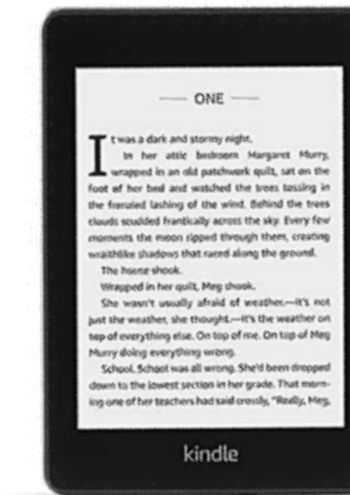 ONE
It was a dark and stormy night.
In her attic bedroom Margaret Murry,
wrapped in an old patchwork quilt, sat on the
foot of her bed and watched the trees tossing in
the frenzied lashing of the wind. Behind the trees
clouds scudded frantically across the sky. Every few
moments the moon ripped through them, creating
wraithlike shadows that raced along the ground.
The house shook.
Wrapped in her quilt, Meg shook.
She wasn't usually afraid of weather.—It's not
just the weather, she thought.—It's the weather on
top of everything else. On top of me. On top of Meg
Murry doing everything wrong.
School. School was all wrong. She'd been dropped
down to the lowest section in her grade. That morn-
ing one of her teachers had said crossly, "Really, Meg,
kindle